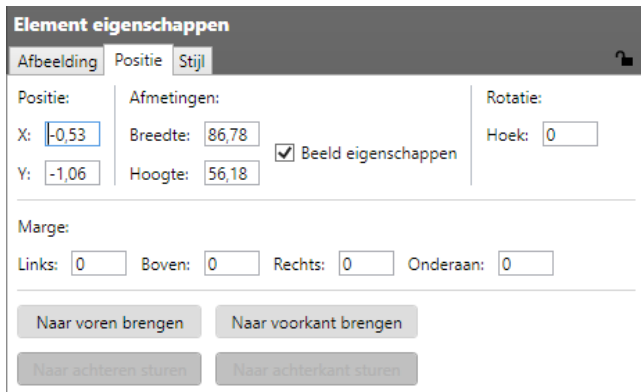 Element eigenschappen
Afbeelding Positie Stijl
Positie: Afmetingen: Rotatie:
X: -0,53 Breedte: 86,78 Beeld eigenschappen Hoek: 0
Y: -1,06 Hoogte: 56,18
Marge:
Links: 0 Boven: 0 Rechts: 0 Onderaan: 0
Naar voren brengen Naar voorkant brengen
Naar achteren sturen Naar achterkant sturen